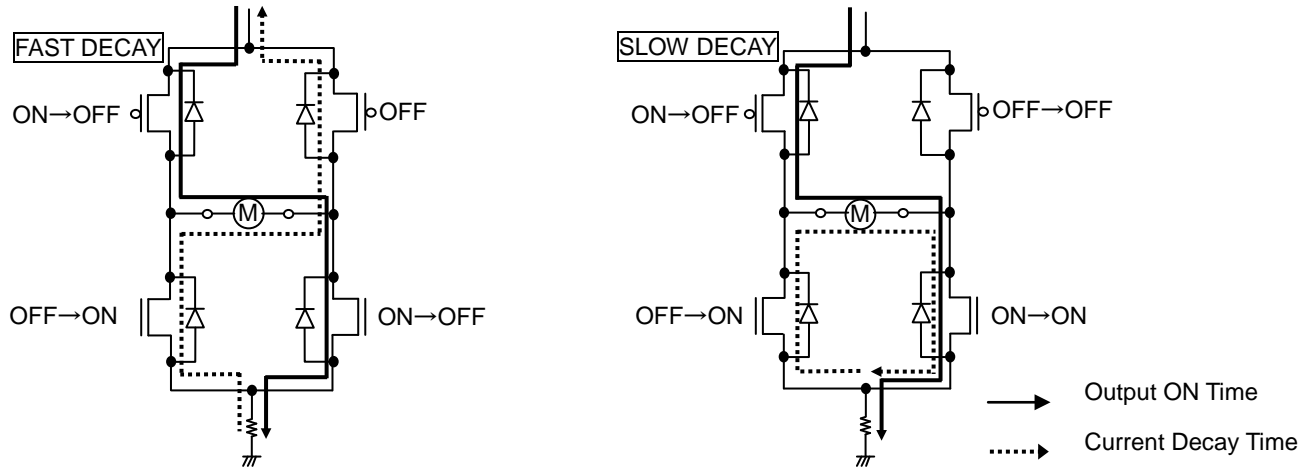 FAST DECAY
ON→OFF
OFF
M
OFF→ON
ON→OFF
SLOW DECAY
ON→OFF
OFF→OFF
M
OFF→ON
ON→ON
Output ON Time
Current Decay Time